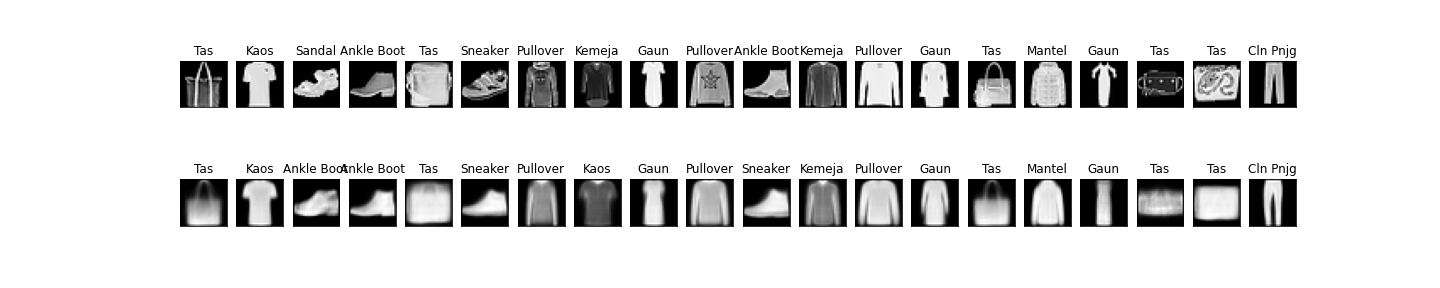 Tas Kaos Sandal Ankle Boot Tas Sneaker Pullover Kemeja Gaun Pullover Ankle Boot Kemeja Pullover Gaun Tas Mantel Gaun Tas Tas Cln Pnjg
Tas Kaos Ankle Boot Ankle Boot Tas Sneaker Pullover Kaos Gaun Pullover Sneaker Kemeja Pullover Gaun Tas Mantel Gaun Tas Tas Cln Pnjg